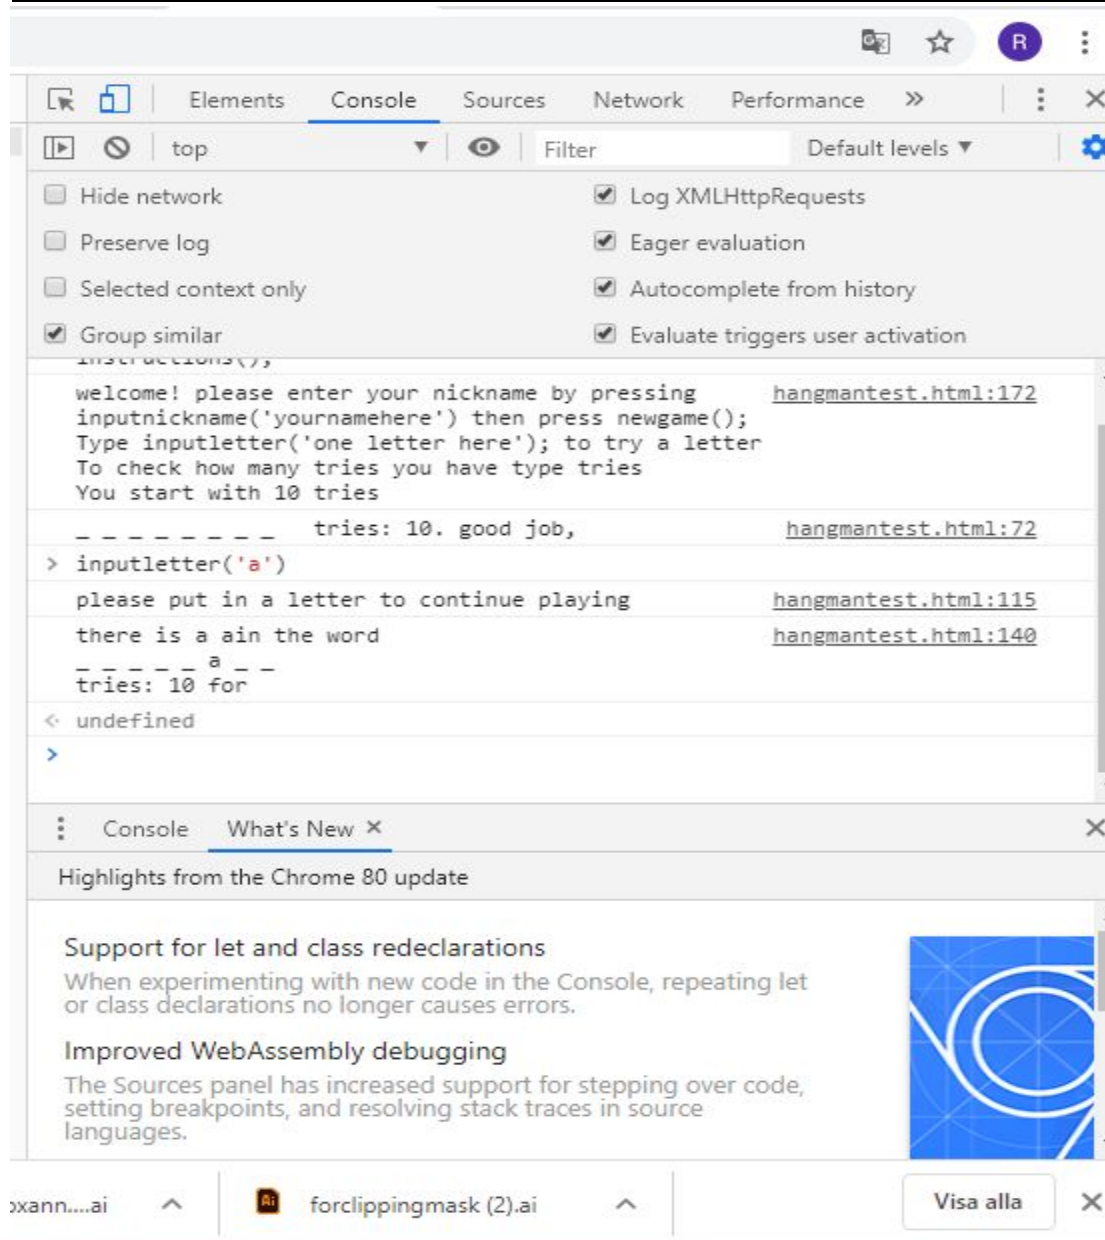 R
Elements Console Sources Network Performance »
top Filter Default levels ▼
Hide network Log XMLHttpRequests
Preserve log Eager evaluation
Selected context only Autocomplete from history
Group similar Evaluate triggers user activation
instructions();
welcome! please enter your nickname by pressing hangmantest.html:172
inputnickname('yournamehere') then press newgame();
Type inputletter('one letter here'); to try a letter
To check how many tries you have type tries
You start with 10 tries
_ _ _ _ _ _ _ _ tries: 10. good job, hangmantest.html:72
> inputletter('a')
please put in a letter to continue playing hangmantest.html:115
there is a ain the word hangmantest.html:140
_ _ _ _ _ a _ _
tries: 10 for
undefined
>
Console What's New ×
Highlights from the Chrome 80 update
Support for let and class redeclarations
When experimenting with new code in the Console, repeating let
or class declarations no longer causes errors.
Improved WebAssembly debugging
The Sources panel has increased support for stepping over code,
setting breakpoints, and resolving stack traces in source
languages.
oxann....ai Ai forclippingmask (2).ai Visa alla